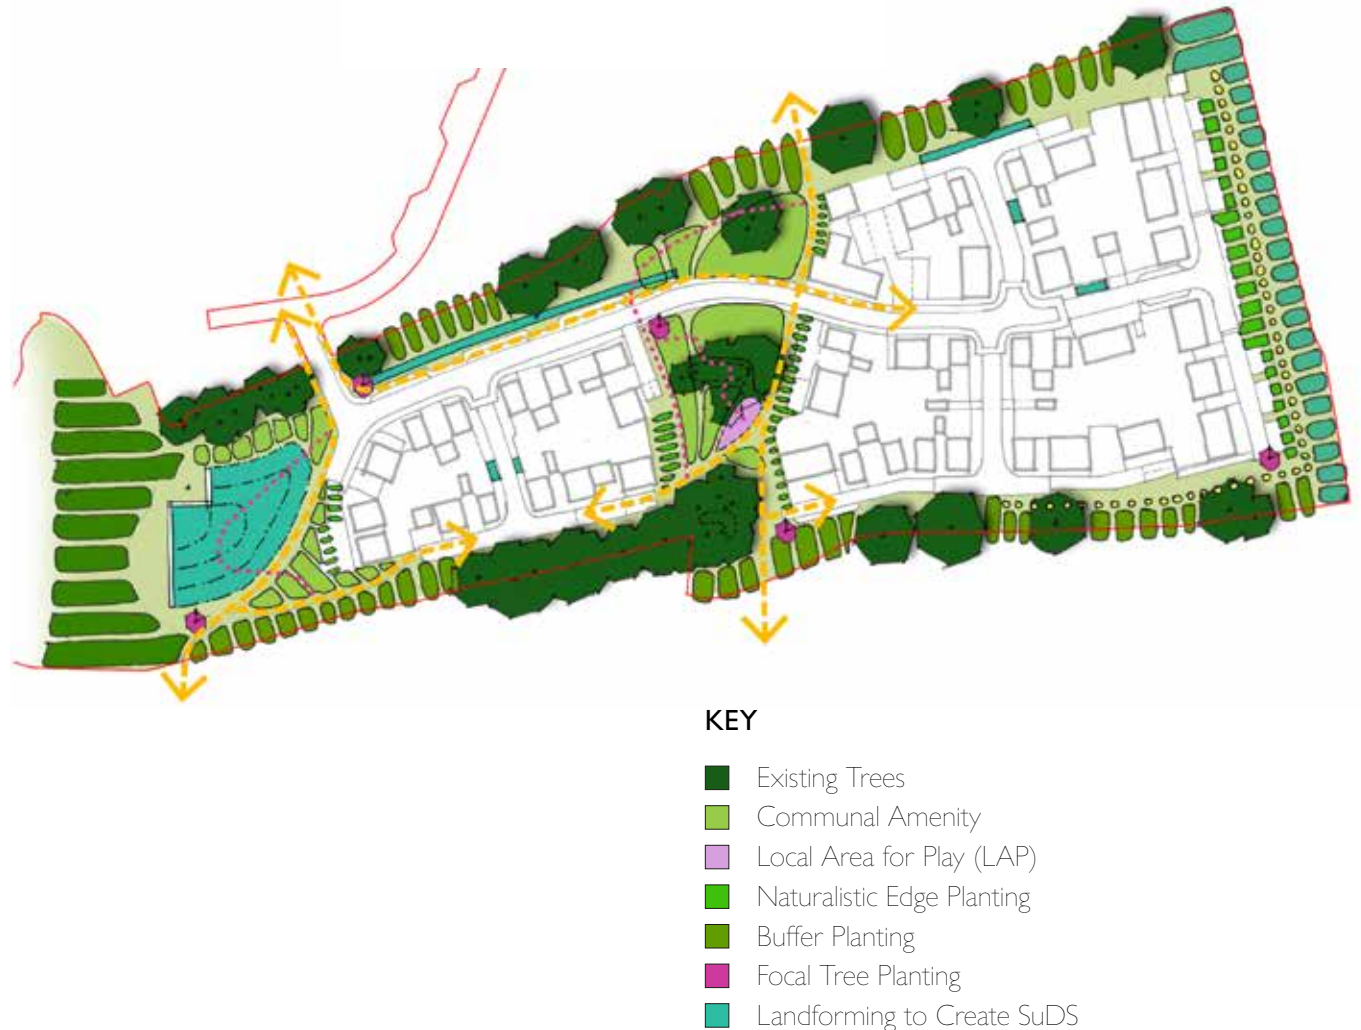 KEY
Existing Trees
Communal Amenity
Local Area for Play (LAP)
Naturalistic Edge Planting
Buffer Planting
Focal Tree Planting
Landforming to Create SuDS